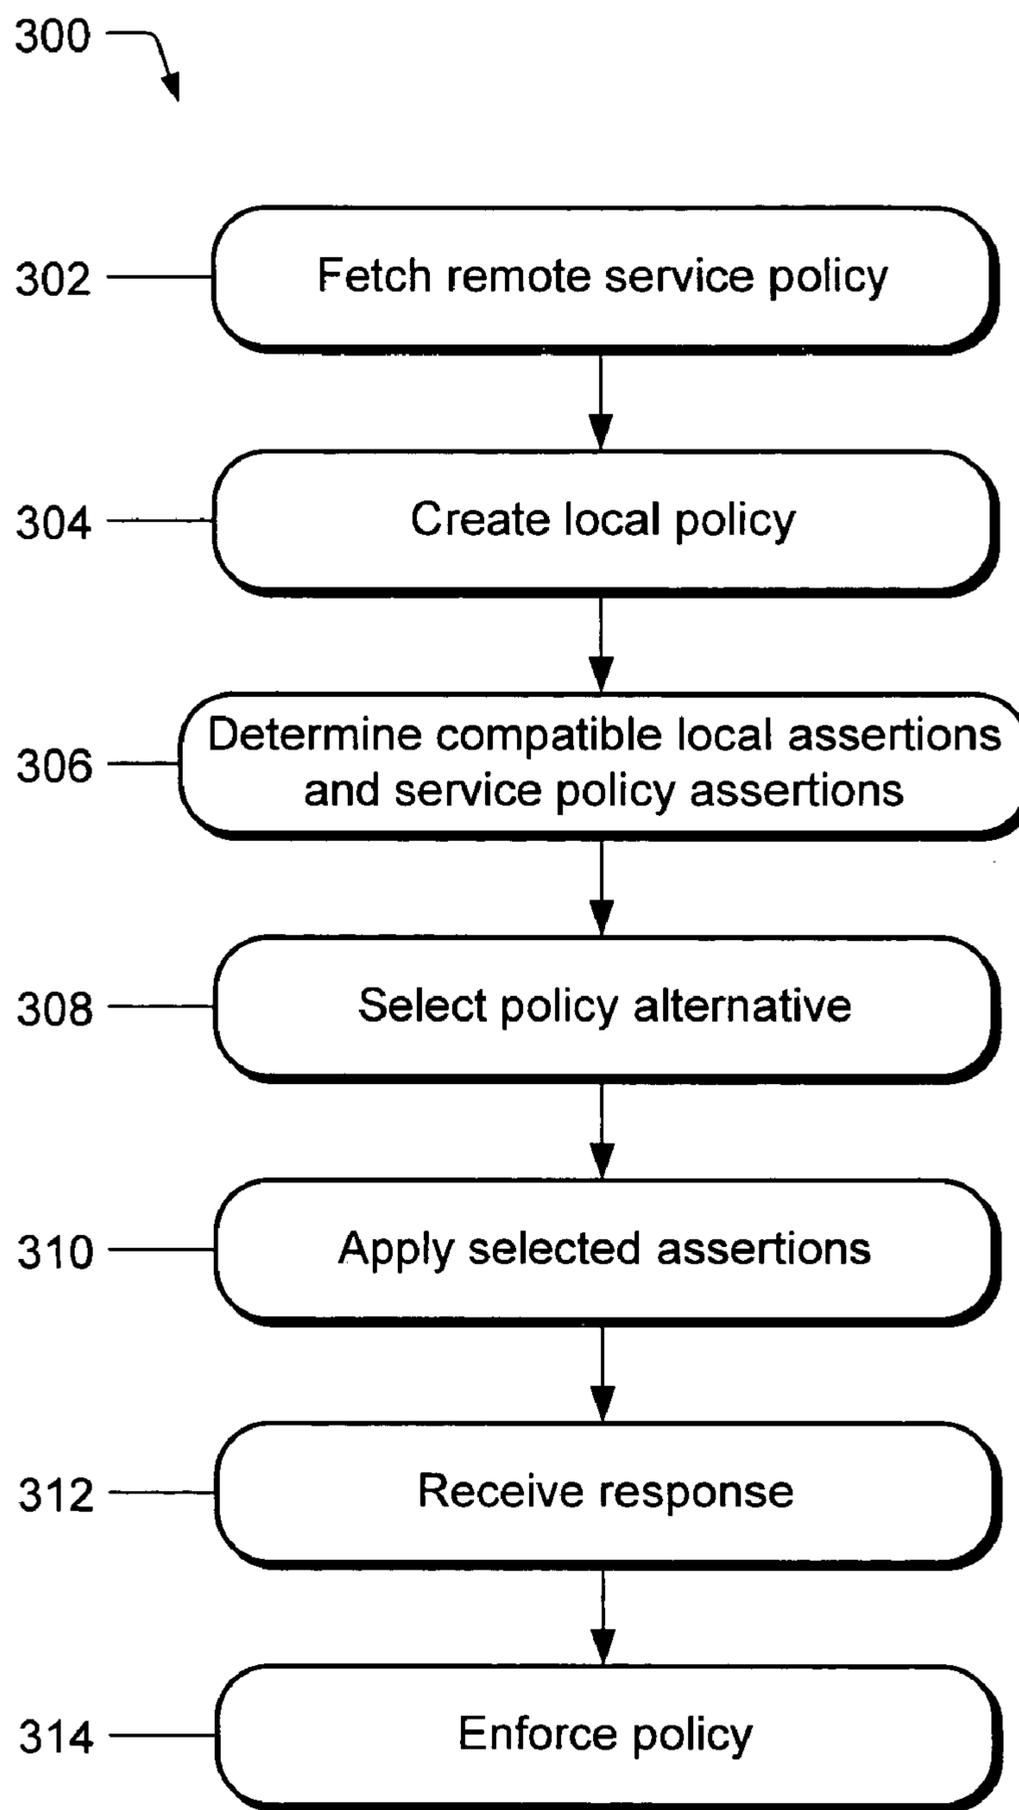 300
302
Fetch remote service policy
304
Create local policy
306
Determine compatible local assertions
and service policy assertions
308
Select policy alternative
310
Apply selected assertions
312
Receive response
314
Enforce policy